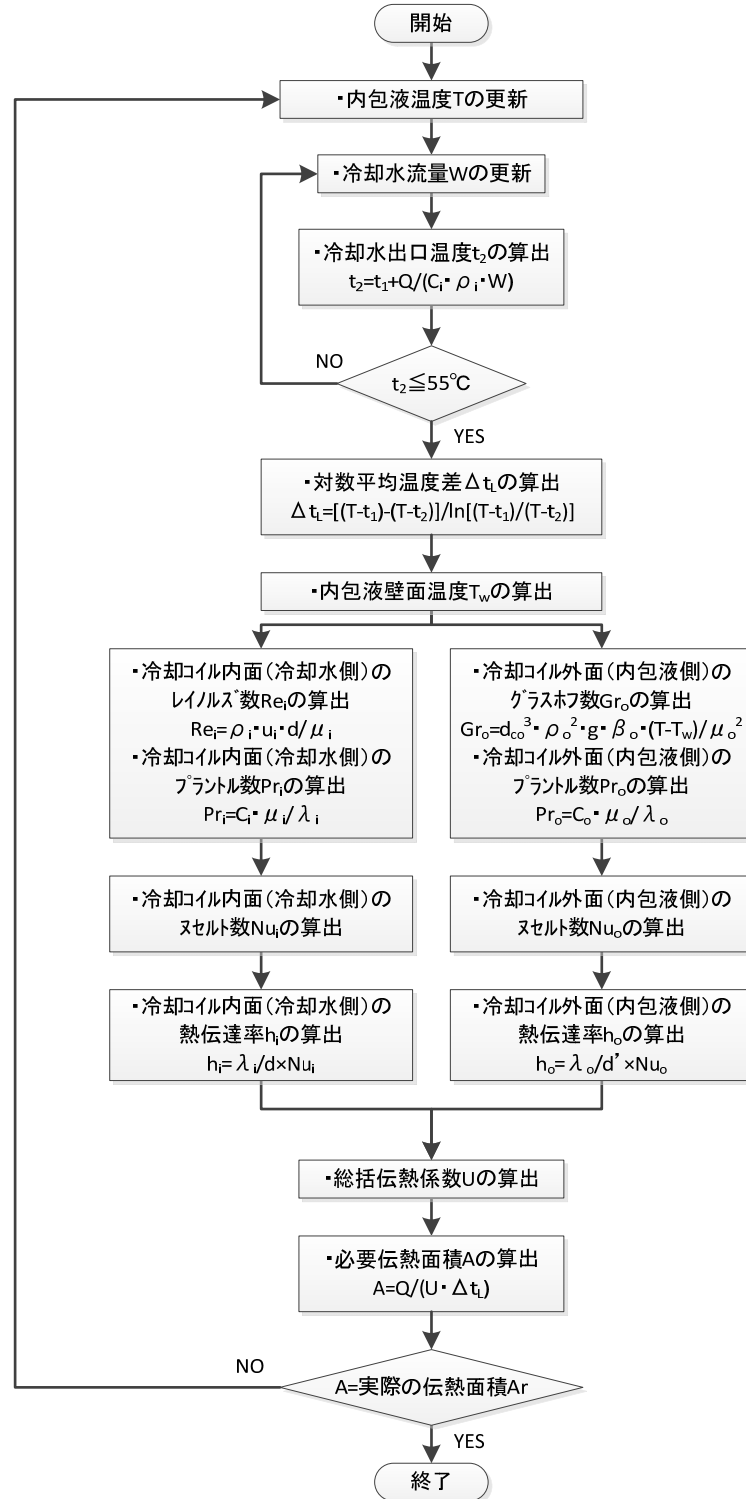 開始
・内包液温度Tの更新
・冷却水流量Wの更新
・冷却水出口温度t₂の算出
t₂=t₁+Q/(Cᵢ・ρᵢ・W)
NO
t₂≦55℃
YES
・対数平均温度差Δt_Lの算出
Δt_L=[(T-t₁)-(T-t₂)]/ln[(T-t₁)/(T-t₂)]
・内包液壁面温度T_wの算出
・冷却コイル内面(冷却水側)の
レイノルズ数Reᵢの算出
Reᵢ=ρᵢ・uᵢ・d/μᵢ
・冷却コイル内面(冷却水側)の
プラントル数Prᵢの算出
Prᵢ=Cᵢ・μᵢ/λᵢ
・冷却コイル外面(内包液側)の
グラスホフ数Grₒの算出
Grₒ=d_co³・ρₒ²・g・βₒ・(T-T_w)/μₒ²
・冷却コイル外面(内包液側)の
プラントル数Prₒの算出
Prₒ=Cₒ・μₒ/λₒ
・冷却コイル内面(冷却水側)の
ヌセルト数Nuᵢの算出
・冷却コイル外面(内包液側)の
ヌセルト数Nuₒの算出
・冷却コイル内面(冷却水側)の
熱伝達率hᵢの算出
hᵢ=λᵢ/d×Nuᵢ
・冷却コイル外面(内包液側)の
熱伝達率hₒの算出
hₒ=λₒ/d’×Nuₒ
・総括伝熱係数Uの算出
・必要伝熱面積Aの算出
A=Q/(U・Δt_L)
NO
A=実際の伝熱面積Ar
YES
終了